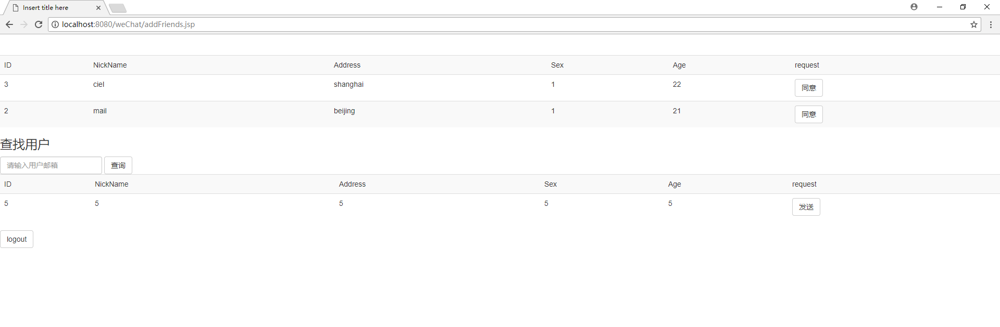 Insert title here
localhost:8080/weChat/addFriends.jsp
ID NickName Address Sex Age request
3 ciel shanghai 1 22 同意
2 mail beijing 1 21 同意
查找用户
请输入用户邮箱 查询
ID NickName Address Sex Age request
5 5 5 5 5 发送
logout